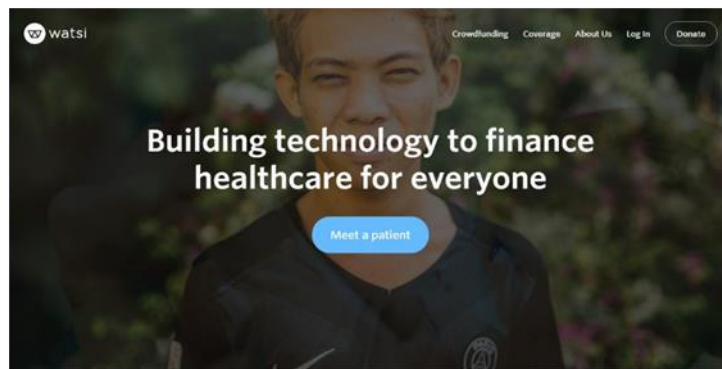 watsi
Crowdfunding Coverage About Us Log In Donate
Building technology to finance
healthcare for everyone
Meet a patient